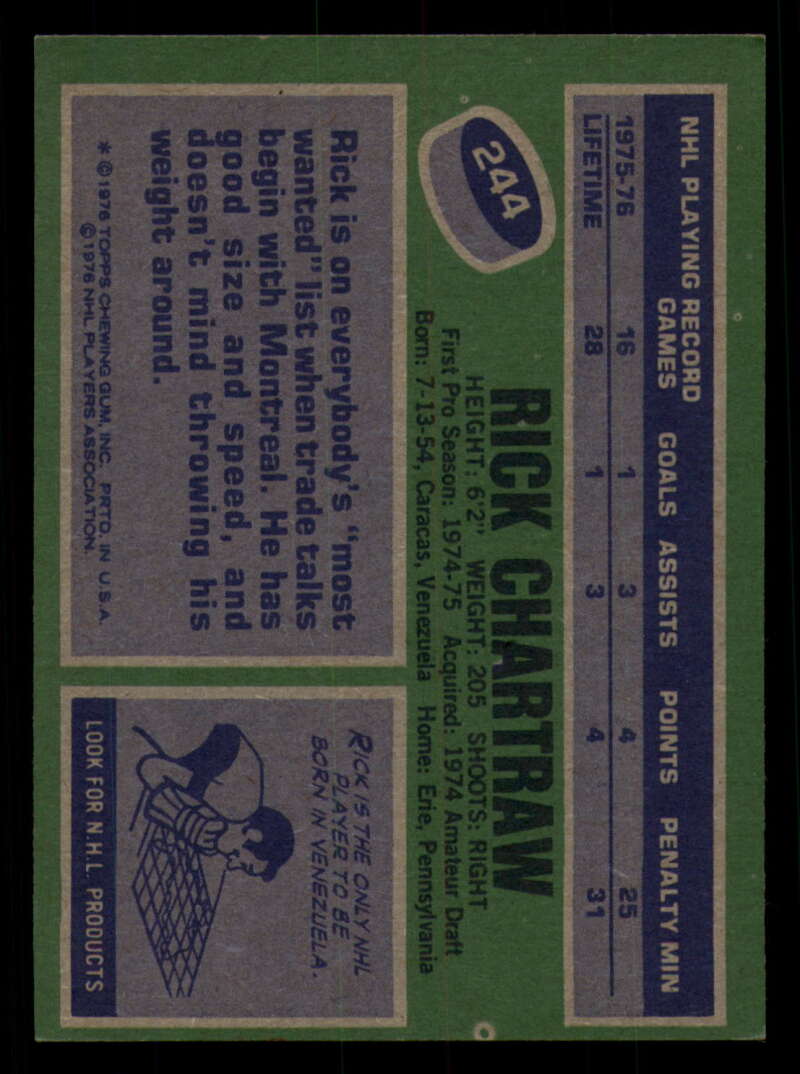 NHL PLAYING RECORD
GAMES GOALS ASSISTS POINTS PENALTY MIN
1975-76 16 1 3 4 25
LIFETIME 28 1 3 4 31
244
RICK CHARTRAW
HEIGHT: 6'2" WEIGHT: 205 SHOOTS: RIGHT
First Pro Season: 1974-75 Acquired: 1974 Amateur Draft
Born: 7-13-54, Caracas, Venezuela Home: Erie, Pennsylvania
Rick is on everybody's "most
wanted" list when trade talks
begin with Montreal. He has
good size and speed, and
doesn't mind throwing his
weight around.
* © 1976 TOPPS CHEWING GUM, INC. PRTD. IN U.S.A.
© 1976 NHL PLAYERS ASSOCIATION.
RICK IS THE ONLY NHL
PLAYER TO BE
BORN IN VENEZUELA.
LOOK FOR N.H.L. PRODUCTS